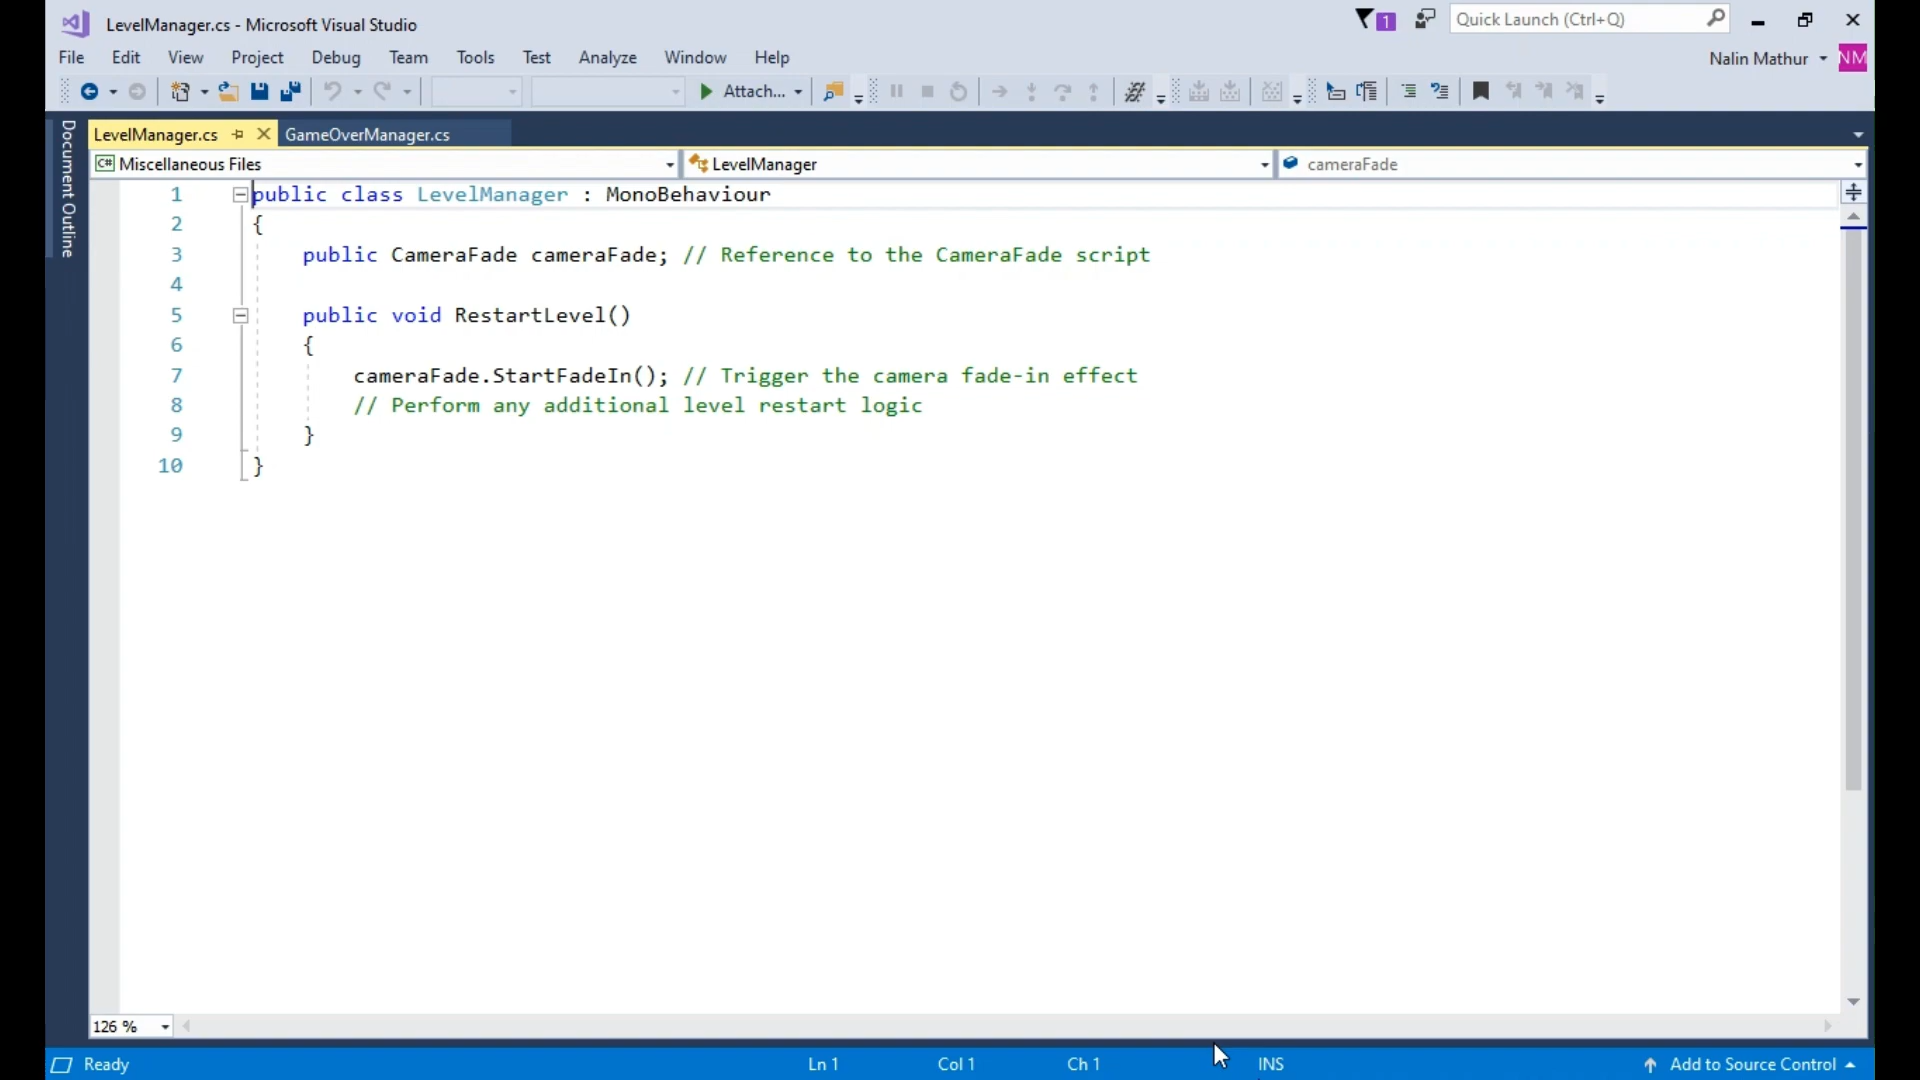 LevelManager.cs - Microsoft Visual Studio
1
Quick Launch (Ctrl+Q)
File Edit View Project Debug Team Tools Test Analyze Window Help
Nalin Mathur NM
Attach...
Document Outline
LevelManager.cs GameOverManager.cs
C# Miscellaneous Files LevelManager cameraFade
1 public class LevelManager : MonoBehaviour
2 {
3 public CameraFade cameraFade; // Reference to the CameraFade script
4
5 public void RestartLevel()
6 {
7 cameraFade.StartFadeIn(); // Trigger the camera fade-in effect
8 // Perform any additional level restart logic
9 }
10 }
126 %
Ready Ln 1 Col 1 Ch 1 INS Add to Source Control